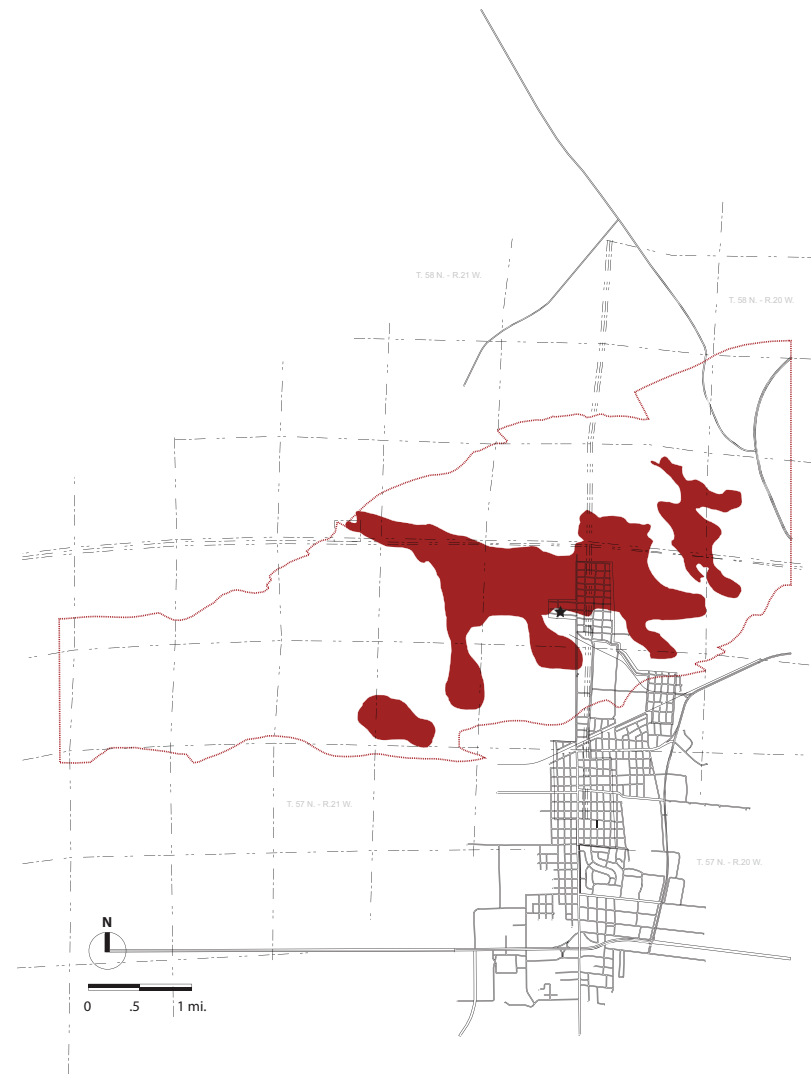 T. 58 N. - R.21 W.
T. 58 N. - R.20 W.
T. 57 N. - R.21 W.
T. 57 N. - R.20 W.
N
0 .5 1 mi.